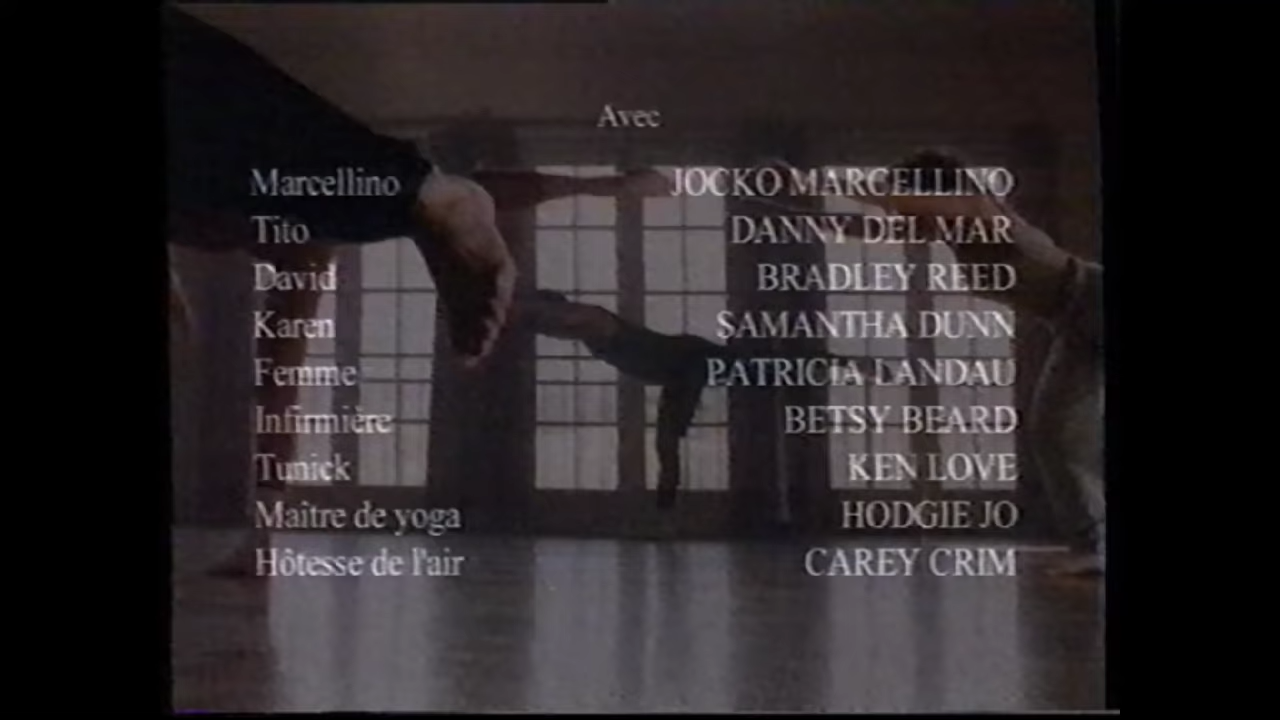 Avec
Marcellino JOCKO MARCELLINO
Tito DANNY DEL MAR
David BRADLEY REED
Karen SAMANTHA DUNN
Femme PATRICIA LANDAU
Infirmière BETSY BEARD
Tunick KEN LOVE
Maître de yoga HODGIE JO
Hôtesse de l'air CAREY CRIM